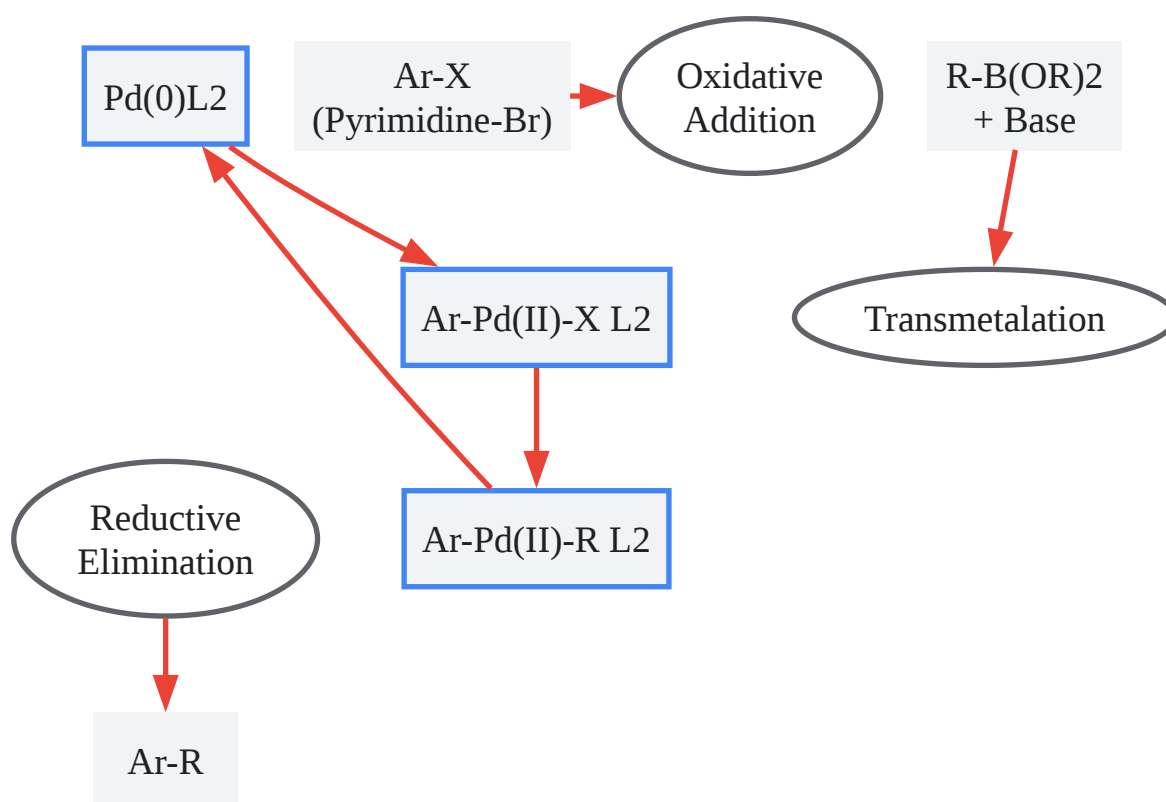 Pd(0)L2
Ar-X
(Pyrimidine-Br)
Oxidative
Addition
R-B(OR)2
+ Base
Ar-Pd(II)-X L2
Transmetalation
Reductive
Elimination
Ar-Pd(II)-R L2
Ar-R